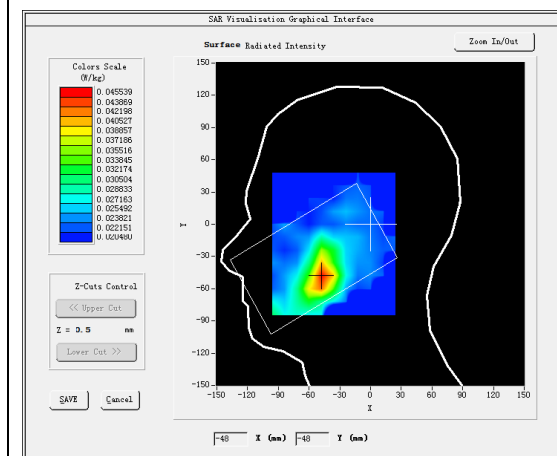 SAR Visualisation Graphical Interface
Surface Radiated Intensity
Zoom In/Out
Colors Scale
(W/kg)
0.045539
0.043869
0.042198
0.040527
0.038857
0.037186
0.035516
0.033845
0.032174
0.030504
0.028833
0.027163
0.025492
0.023821
0.022151
0.020480
Z-Cuts Control
<< Upper Cut
Z = 0.5 mm
Lower Cut >>
SAVE Cancel
150
120
90
60
30
0
-30
-60
-90
-120
-150
Y
-150 -120 -90 -60 -30 0 30 60 90 120 150
X
-48 X (mm) -48 Y (mm)